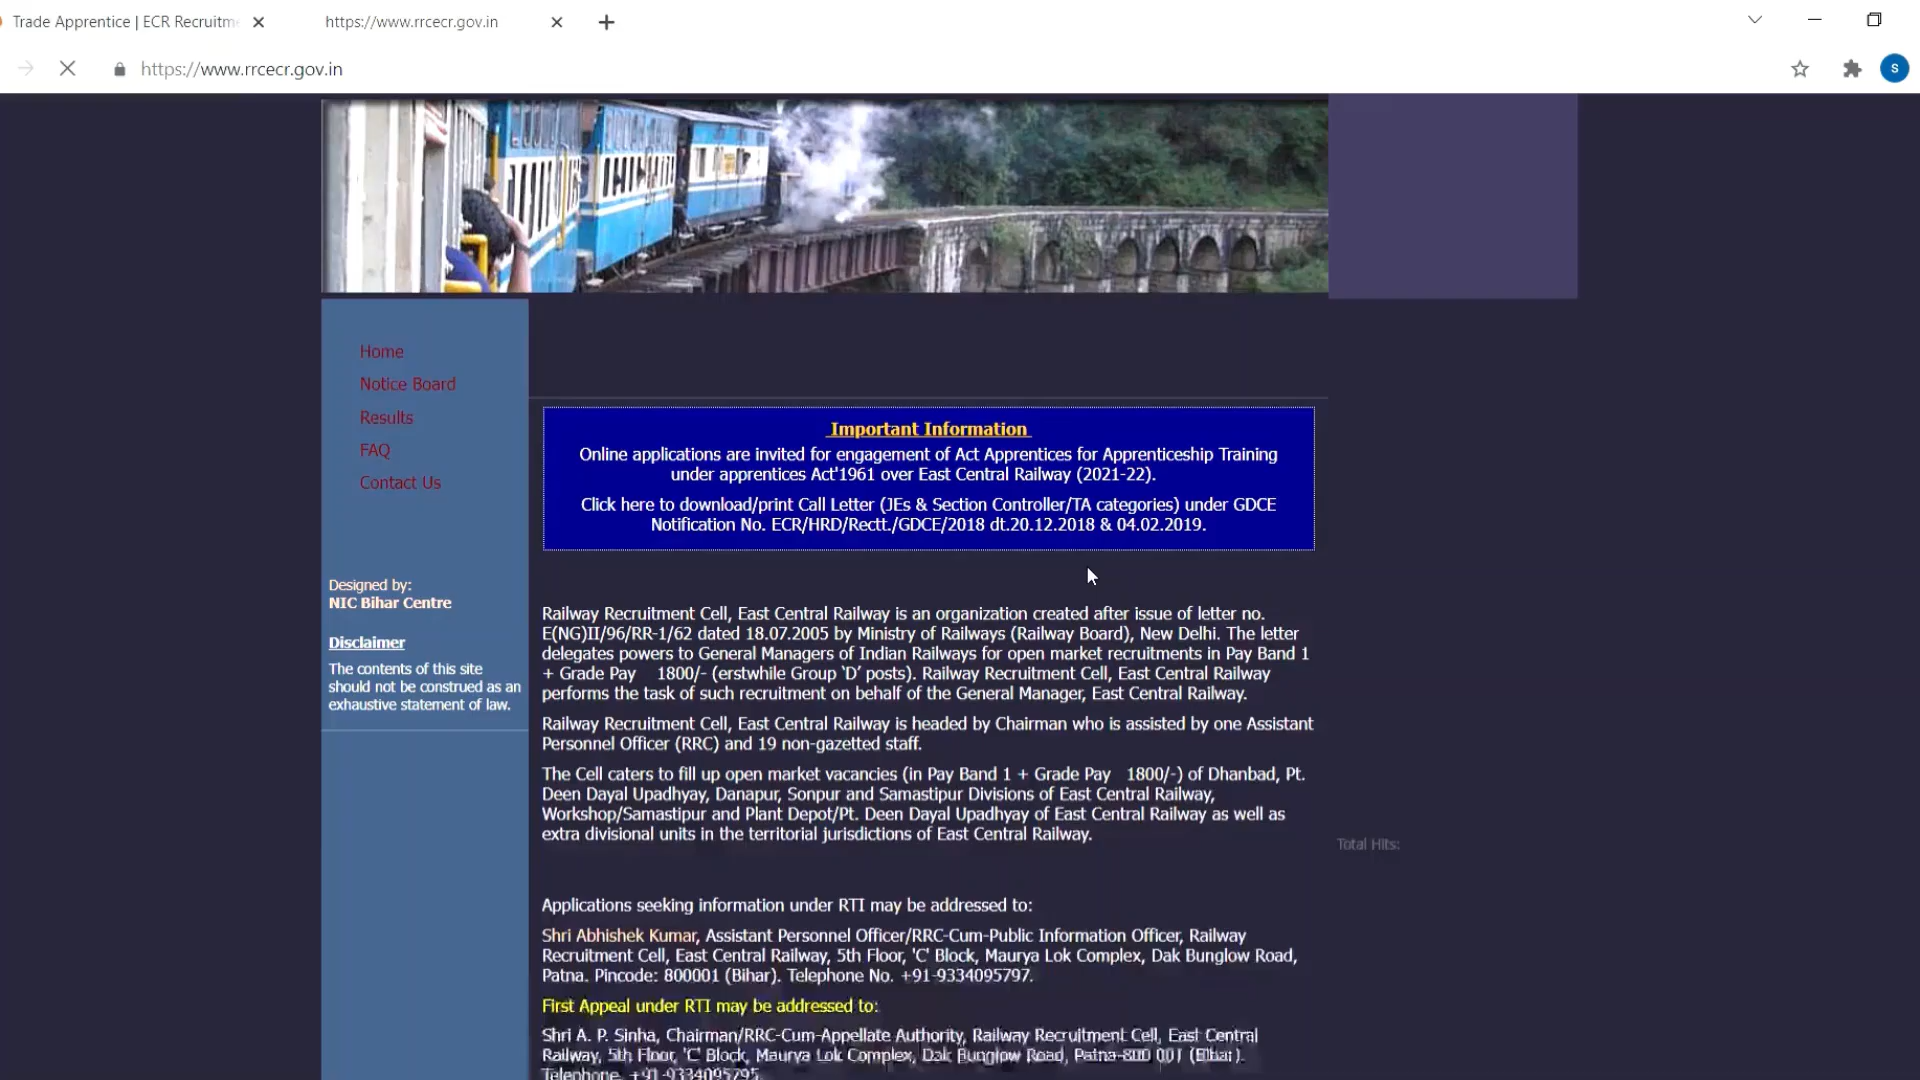 Trade Apprentice | ECR Recruitm
https://www.rrcecr.gov.in
https://www.rrcecr.gov.in
S
Home
Notice Board
Results
FAQ
Contact Us
Important Information
Online applications are invited for engagement of Act Apprentices for Apprenticeship Training
under apprentices Act'1961 over East Central Railway (2021-22).
Click here to download/print Call Letter (JEs & Section Controller/TA categories) under GDCE
Notification No. ECR/HRD/Rectt./GDCE/2018 dt.20.12.2018 & 04.02.2019.
Designed by:
NIC Bihar Centre
Disclaimer
The contents of this site
should not be construed as an
exhaustive statement of law.
Railway Recruitment Cell, East Central Railway is an organization created after issue of letter no.
E(NG)II/96/RR-1/62 dated 18.07.2005 by Ministry of Railways (Railway Board), New Delhi. The letter
delegates powers to General Managers of Indian Railways for open market recruitments in Pay Band 1
+ Grade Pay 1800/- (erstwhile Group 'D' posts). Railway Recruitment Cell, East Central Railway
performs the task of such recruitment on behalf of the General Manager, East Central Railway.
Railway Recruitment Cell, East Central Railway is headed by Chairman who is assisted by one Assistant
Personnel Officer (RRC) and 19 non-gazetted staff.
The Cell caters to fill up open market vacancies (in Pay Band 1 + Grade Pay 1800/-) of Dhanbad, Pt.
Deen Dayal Upadhyay, Danapur, Sonpur and Samastipur Divisions of East Central Railway,
Workshop/Samastipur and Plant Depot/Pt. Deen Dayal Upadhyay of East Central Railway as well as
extra divisional units in the territorial jurisdictions of East Central Railway.
Total Hits:
Applications seeking information under RTI may be addressed to:
Shri Abhishek Kumar, Assistant Personnel Officer/RRC-Cum-Public Information Officer, Railway
Recruitment Cell, East Central Railway, 5th Floor, 'C' Block, Maurya Lok Complex, Dak Bunglow Road,
Patna. Pincode: 800001 (Bihar). Telephone No. +91-9334095797.
First Appeal under RTI may be addressed to:
Shri A. P. Sinha, Chairman/RRC-Cum-Appellate Authority, Railway Recruitment Cell, East Central
Railway, 5th Floor, 'C' Block, Maurya Lok Complex, Dak Bunglow Road, Patna-800 001 (Bihar).
Telephone. +91-9334095795.